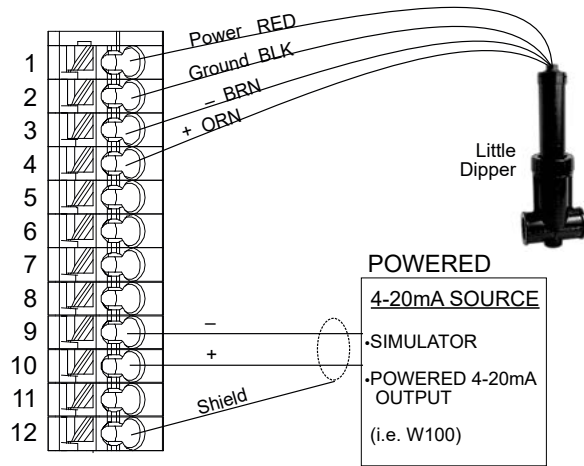 1
2
3
4
5
6
7
8
9
10
11
12
Power RED
Ground BLK
– BRN
+ ORN
Little
Dipper
–
+
Shield
POWERED
4-20mA SOURCE
•SIMULATOR
•POWERED 4-20mA
OUTPUT
(i.e. W100)